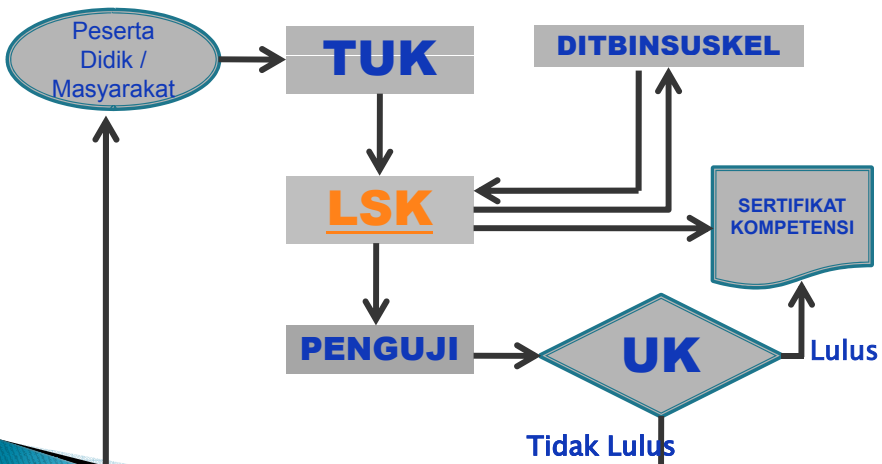 Peserta
Didik /
Masyarakat
TUK
DITBINSUSKEL
LSK
SERTIFIKAT
KOMPETENSI
PENGUJI
UK
Lulus
Tidak Lulus